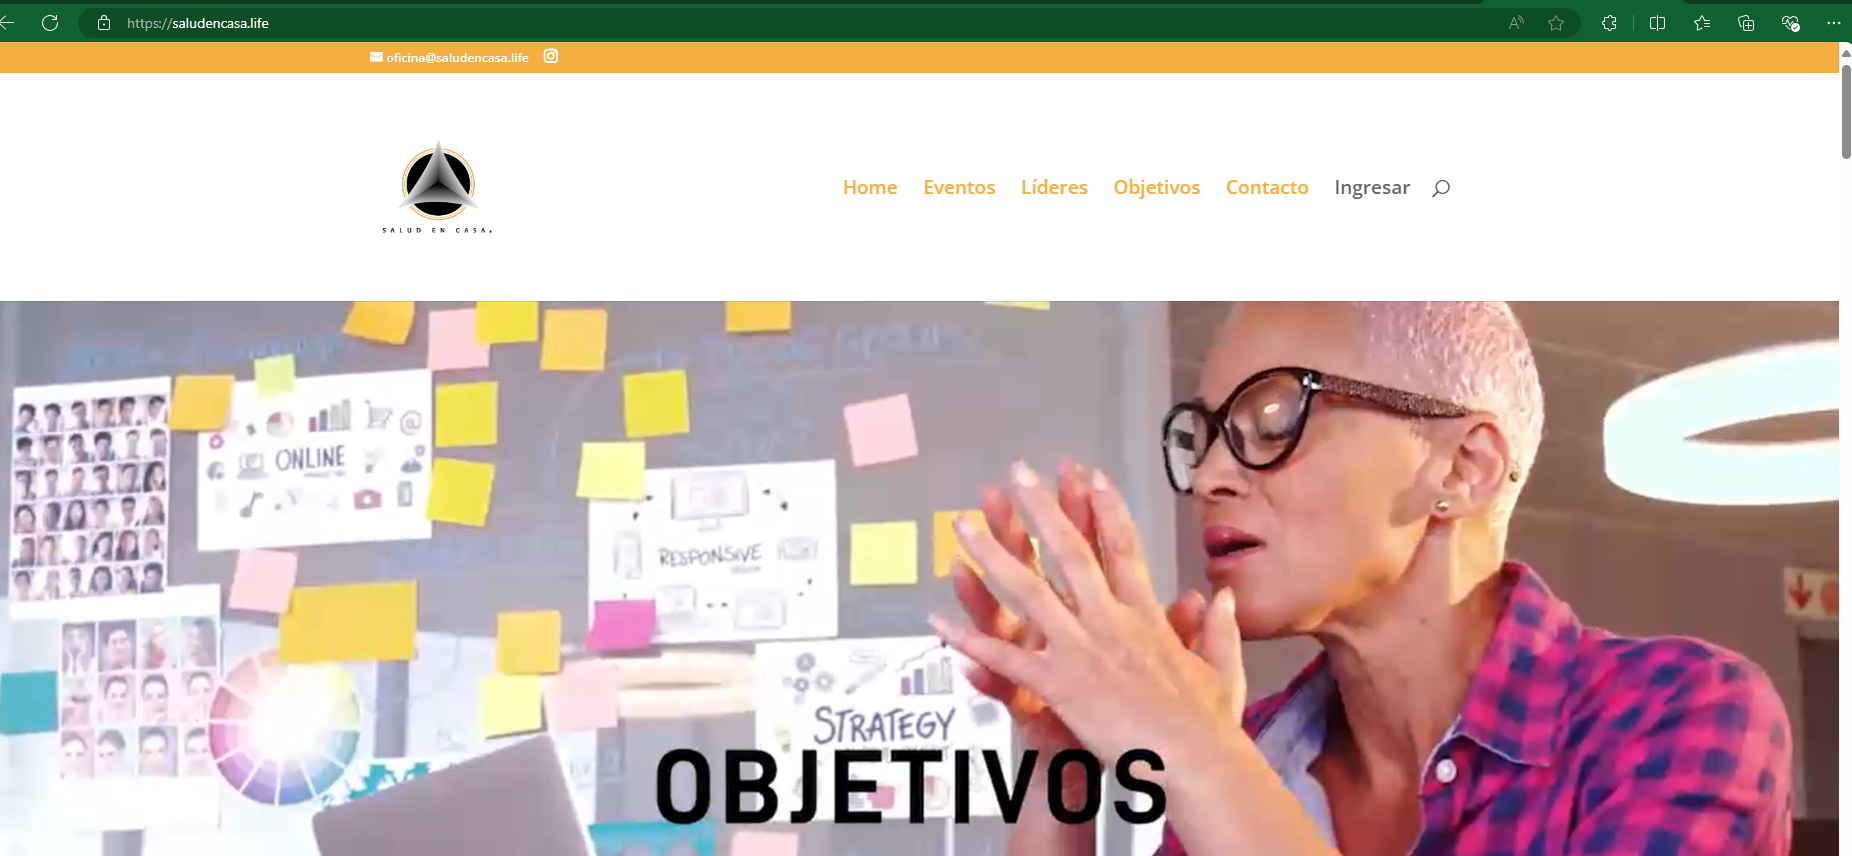 https://saludencasa.life
oficina@saludencasa.life
SALUD EN CASA.
Home Eventos Líderes Objetivos Contacto Ingresar
ONLINE
RESPONSIVE
STRATEGY
OBJETIVOS